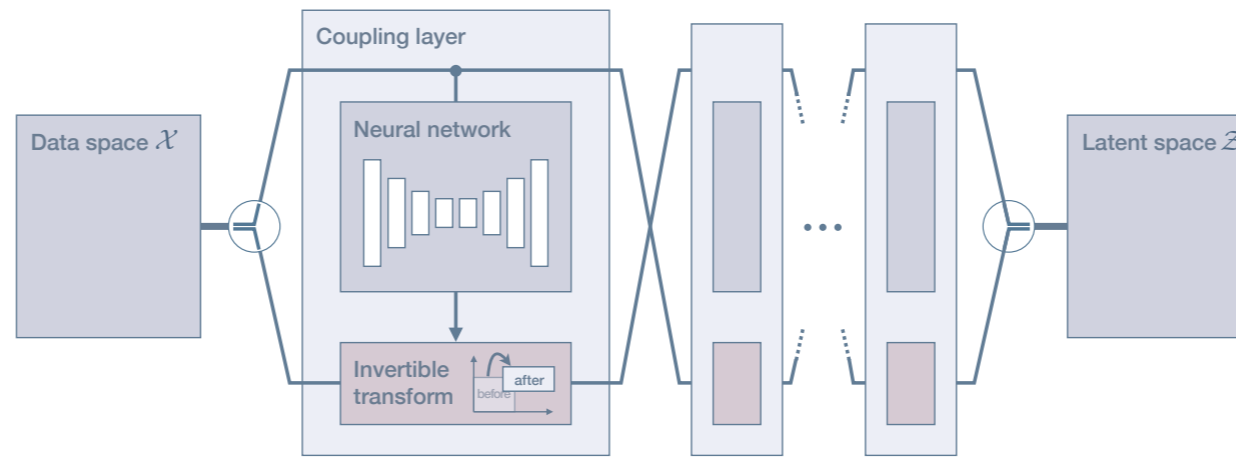 Coupling layer
Data space 𝒳
Neural network
Latent space 𝒵
...
Invertible
transform
before
after